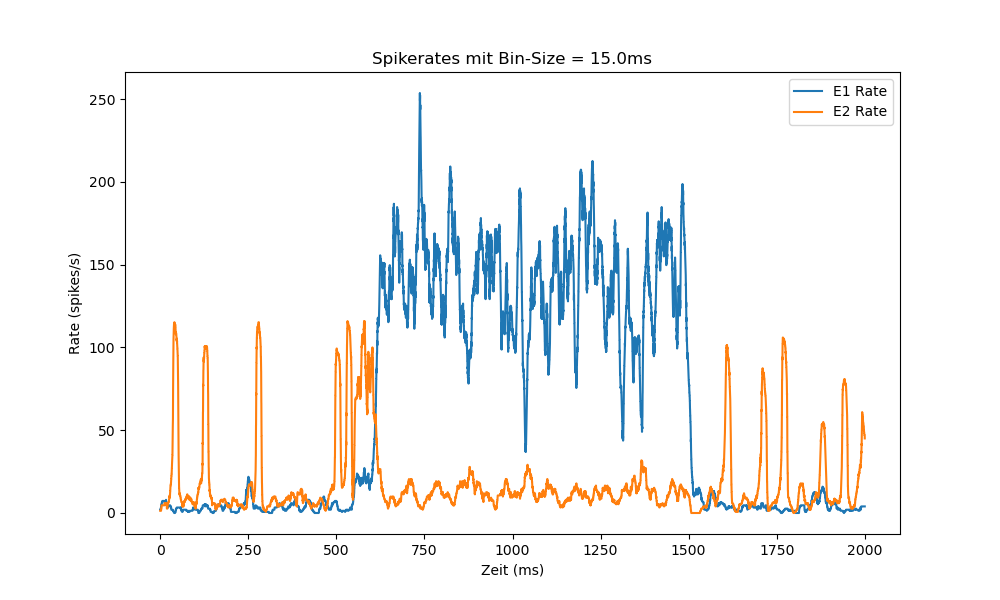 Spikerates mit Bin-Size = 15.0ms
E1 Rate
E2 Rate
Rate (spikes/s)
250
200
150
100
50
0
0 250 500 750 1000 1250 1500 1750 2000
Zeit (ms)